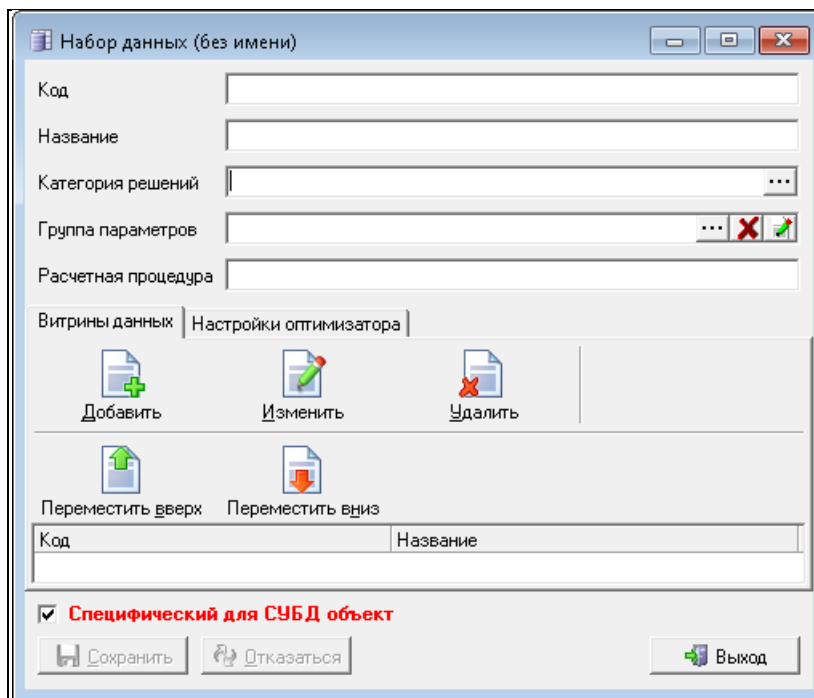 Набор данных (без имени)
Код
Название
Категория решений
Группа параметров
Расчетная процедура
Витрины данных Настройки оптимизатора
Добавить Изменить Удалить
Переместить вверх Переместить вниз
Код Название
Специфический для СУБД объект
Сохранить Отказаться Выход